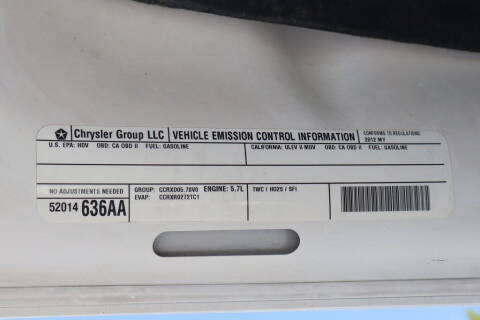 Chrysler Group LLC VEHICLE EMISSION CONTROL INFORMATION CONFORMS TO REGULATIONS:
2012 MY
U.S. EPA: HDV OBD: CA OBD II FUEL: GASOLINE CALIFORNIA: ULEV II MDV OBD: CA OBD II FUEL: GASOLINE
NO ADJUSTMENTS NEEDED GROUP: CCRXD05.78V0 ENGINE: 5.7L TWC / HO2S / SFI
EVAP: CCRXR0272TC1
52014 636AA